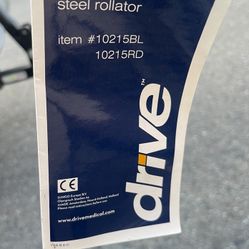 steel rollator
item #10215BL
10215RD
drive
CE
www.drivemedical.com